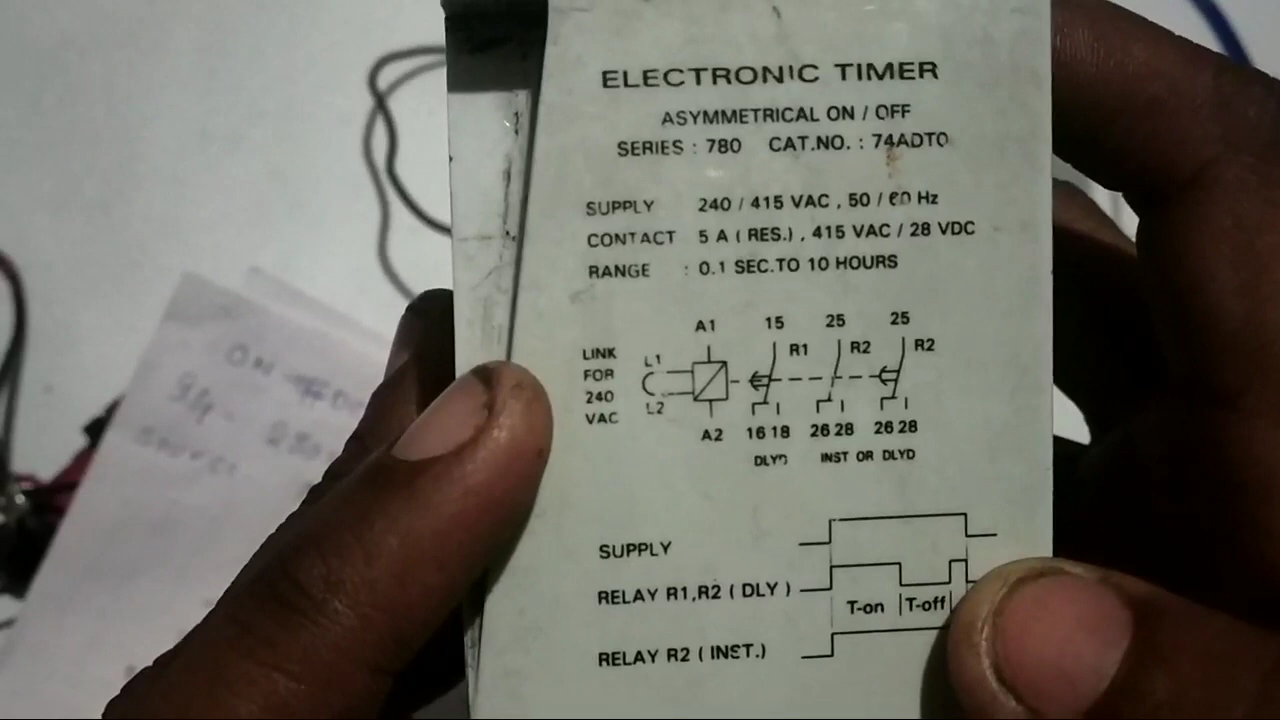 ELECTRONIC TIMER
ASYMMETRICAL ON / OFF
SERIES : 780 CAT.NO. : 74ADT0
SUPPLY 240 / 415 VAC , 50 / 60 Hz
CONTACT 5 A ( RES.) , 415 VAC / 28 VDC
RANGE : 0.1 SEC.TO 10 HOURS
A1 15 25 25
LINK FOR 240 VAC
L1 R1 R2 R2
L2
A2 16 18 26 28 26 28
DLYD INST OR DLYD
SUPPLY
RELAY R1,R2 ( DLY )
T-on T-off
RELAY R2 ( INST.)
ON